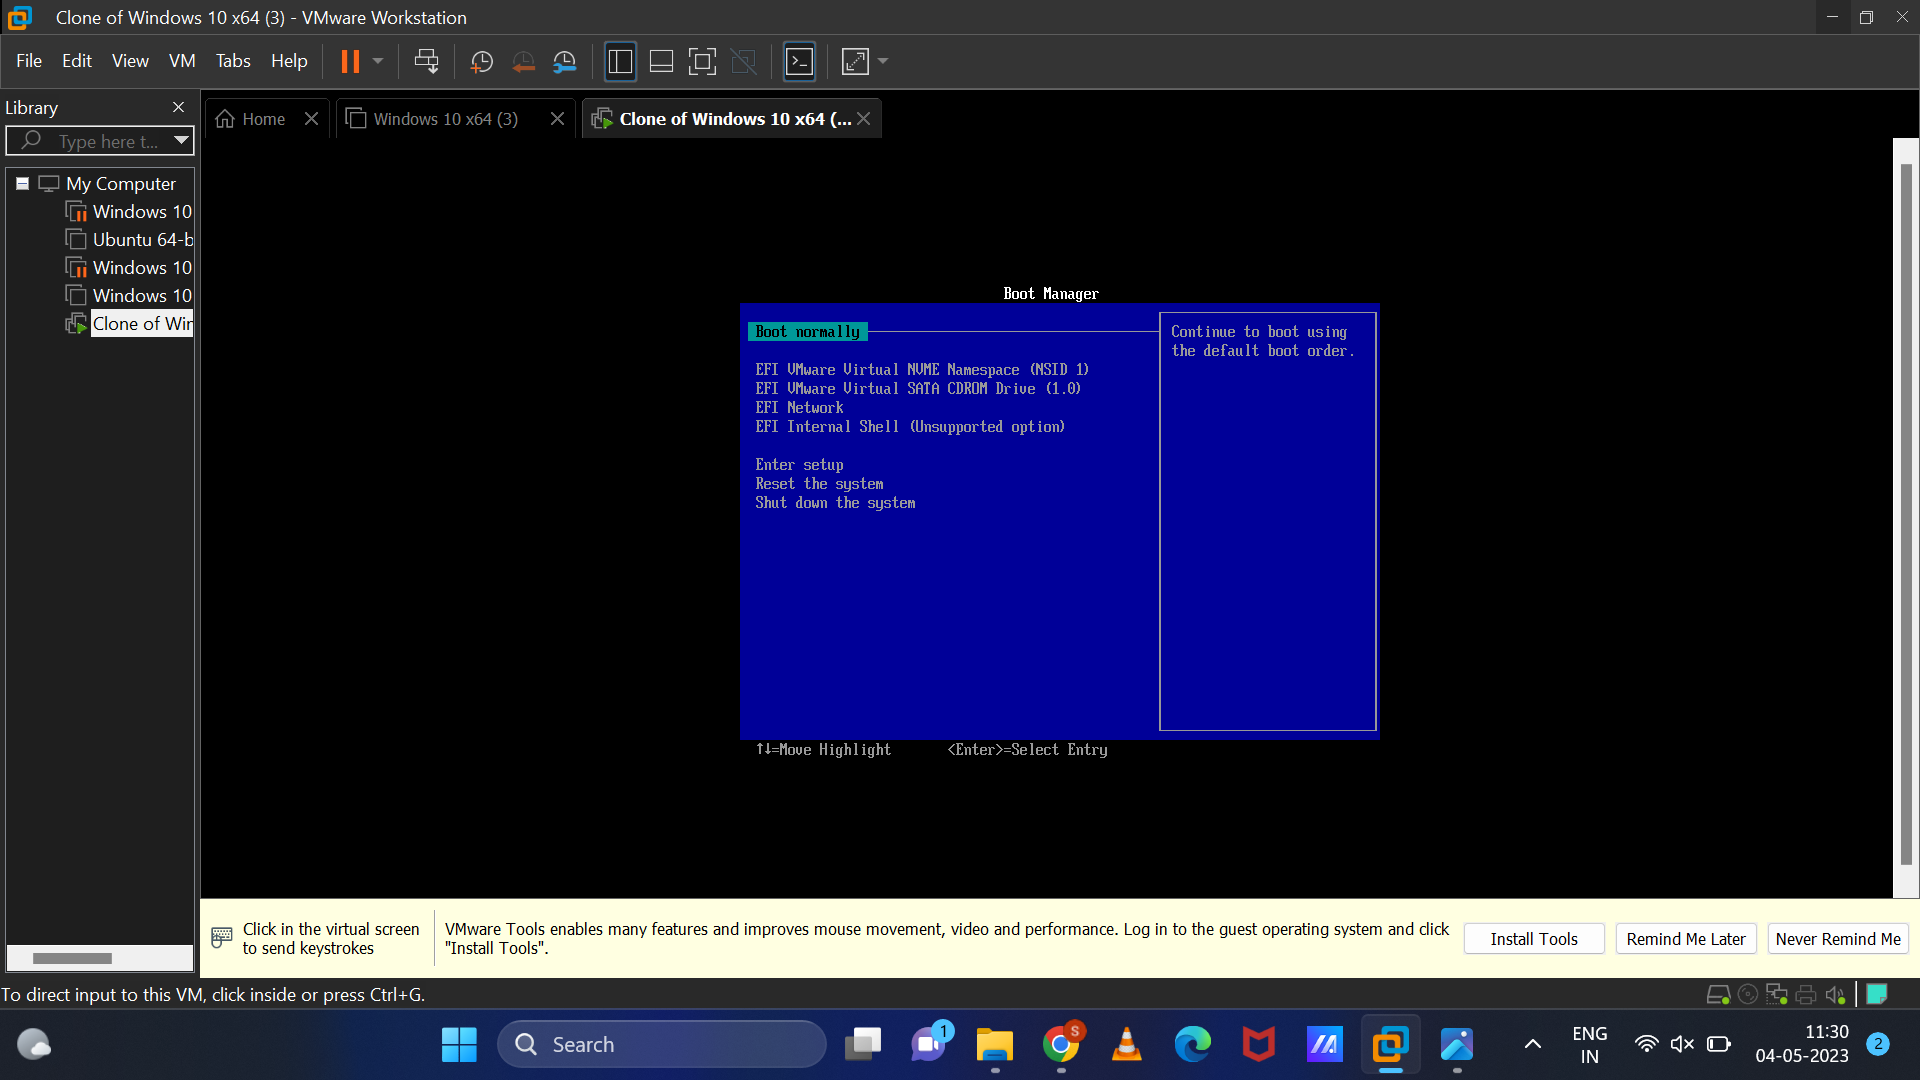 Clone of Windows 10 x64 (3) - VMware Workstation
File Edit View VM Tabs Help
Library
Type here t...
My Computer
Windows 10
Ubuntu 64-b
Windows 10
Windows 10
Clone of Win
Home
Windows 10 x64 (3)
Clone of Windows 10 x64 (...
Boot Manager
Boot normally
EFI VMware Virtual NVME Namespace (NSID 1)
EFI VMware Virtual SATA CDROM Drive (1.0)
EFI Network
EFI Internal Shell (Unsupported option)
Enter setup
Reset the system
Shut down the system
Continue to boot using
the default boot order.
↑↓=Move Highlight
<Enter>=Select Entry
Click in the virtual screen
to send keystrokes
VMware Tools enables many features and improves mouse movement, video and performance. Log in to the guest operating system and click
"Install Tools".
Install Tools
Remind Me Later
Never Remind Me
To direct input to this VM, click inside or press Ctrl+G.
Search
1
S
ENG
IN
11:30
04-05-2023
2